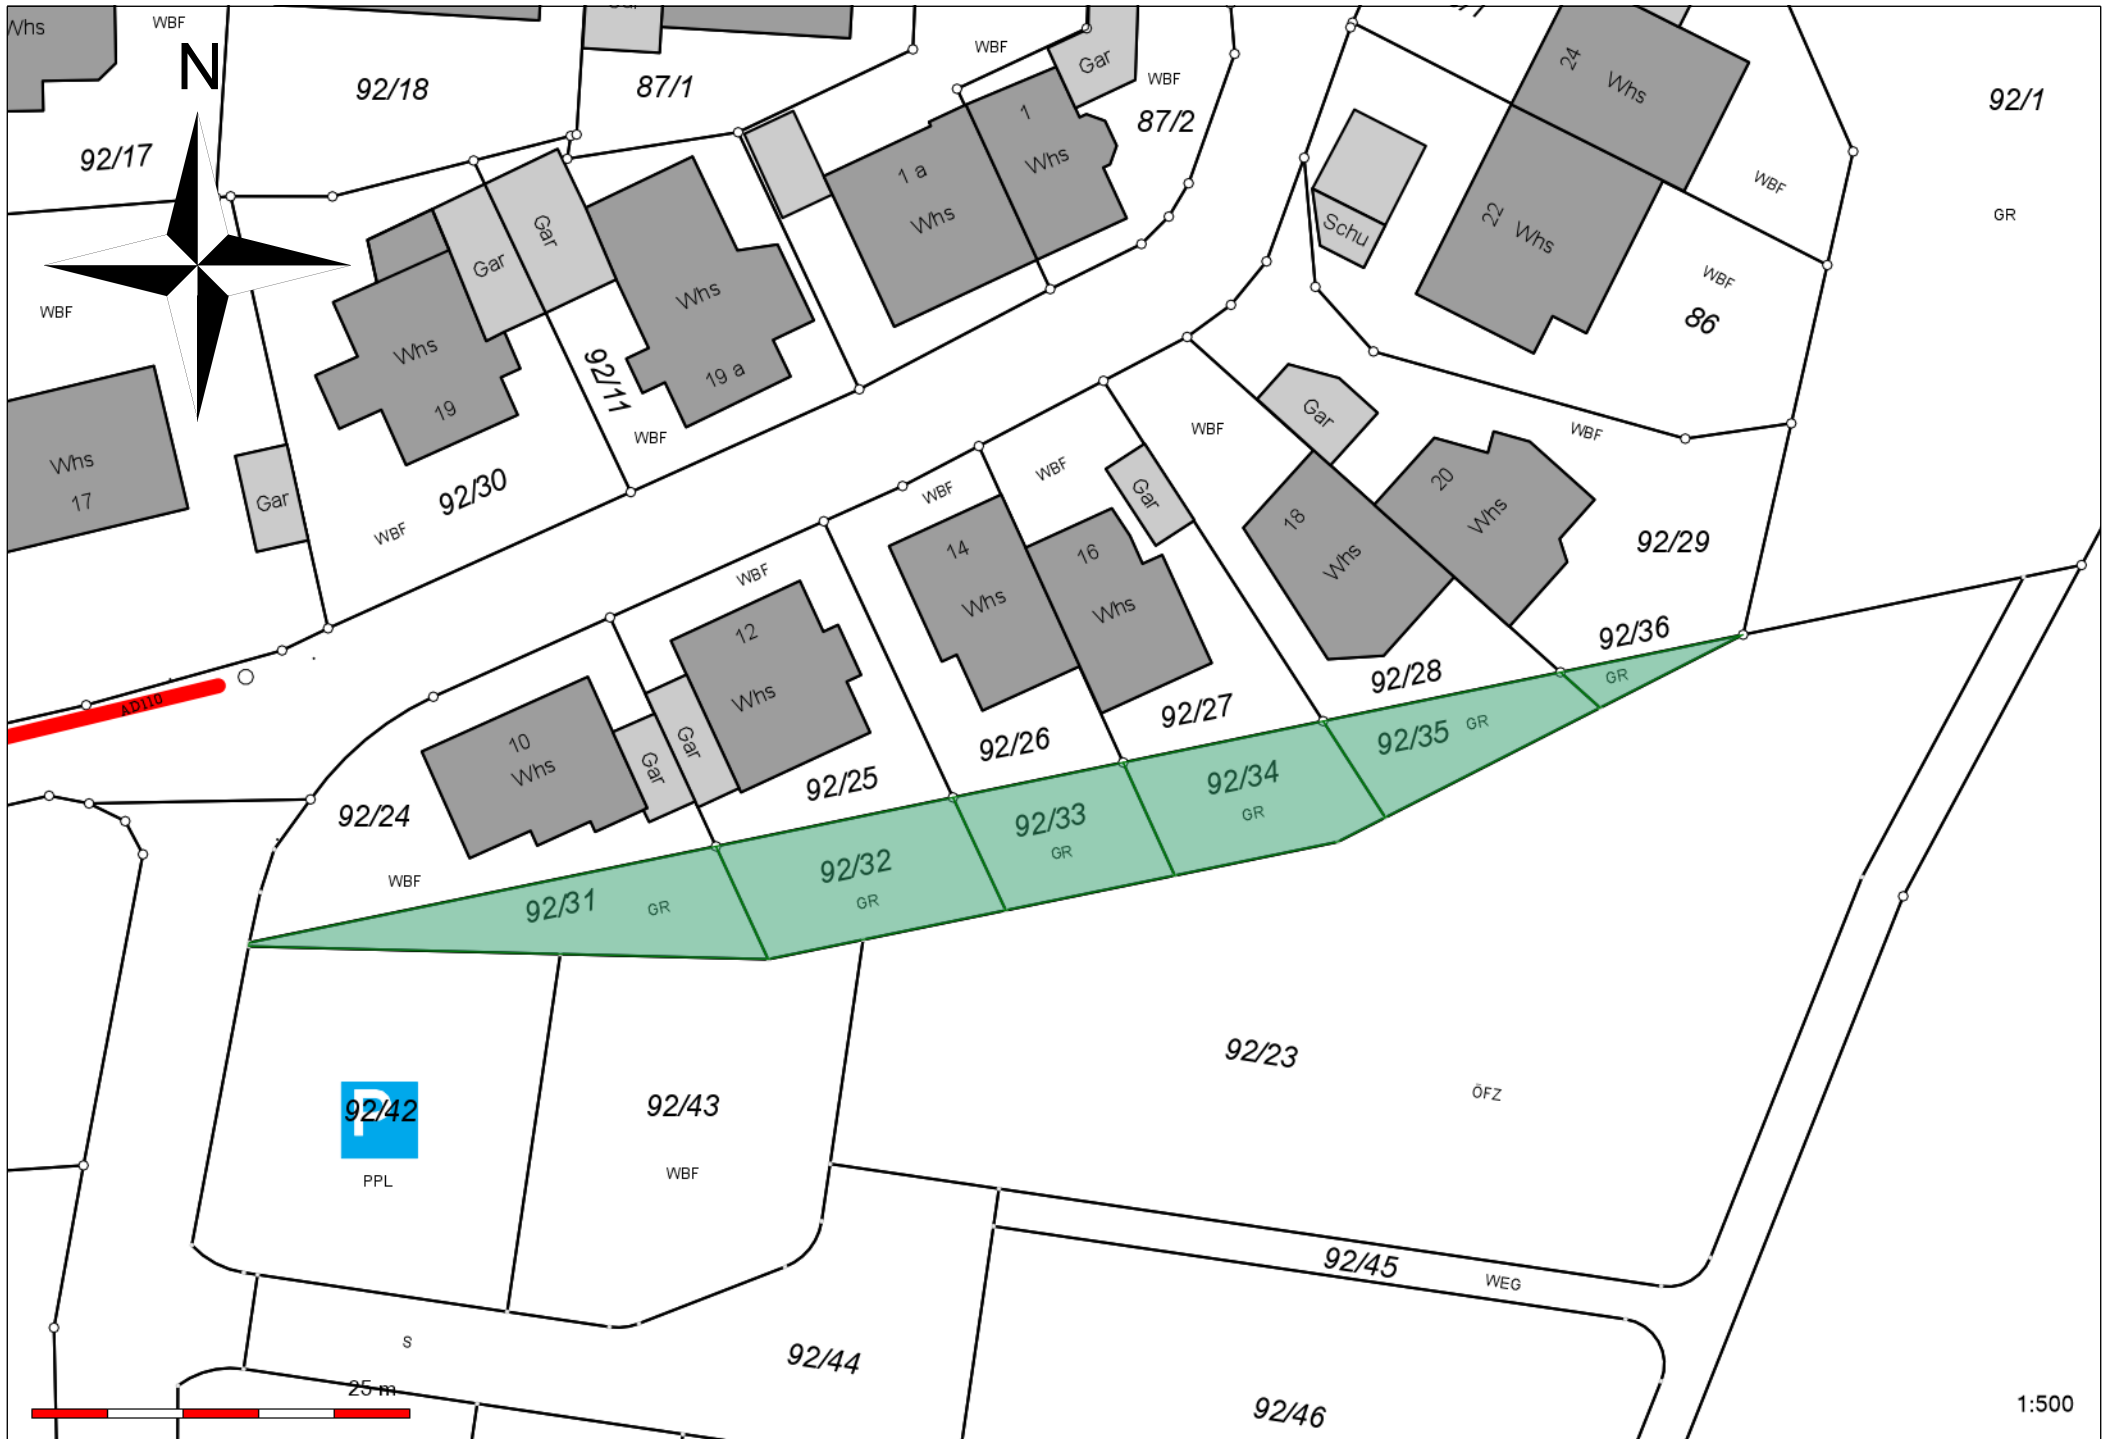 Whs
WBF
N
92/18
87/1
WBF
Gar
WBF
87/2
24
Whs
92/1
92/17
1
Whs
1 a
Whs
WBF
GR
Gar
Gar
Schu
22
Whs
WBF
86
WBF
Whs
Whs
19
19 a
92/11
WBF
WBF
Gar
WBF
Whs
17
Gar
92/30
WBF
WBF
WBF
Gar
20
Whs
18
Whs
92/29
14
Whs
16
Whs
WBF
12
Whs
92/36
GR
92/28
AD110
10
Whs
Gar
Gar
92/27
92/26
92/35
GR
92/25
92/34
GR
92/24
92/33
GR
92/32
GR
WBF
92/31
GR
92/23
ÖFZ
P
92/42
PPL
92/43
WBF
92/45
WEG
S
92/44
25 m
92/46
1:500